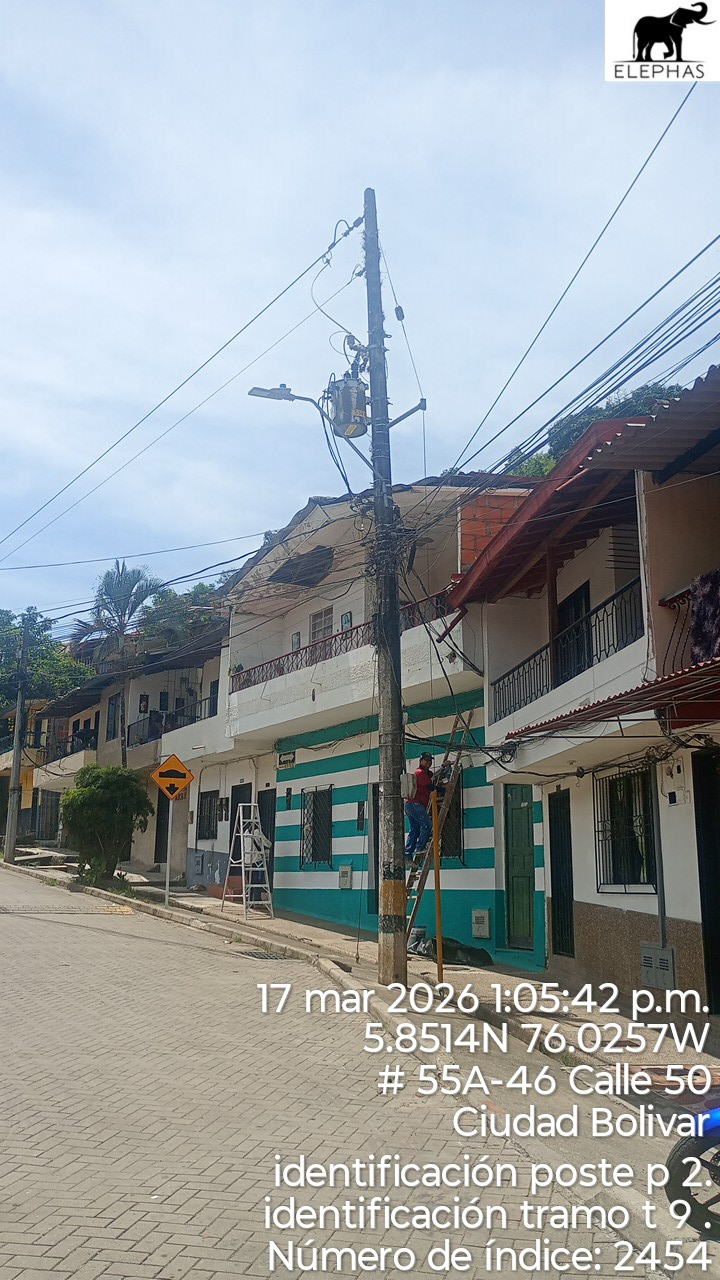 ELEPHAS
17 mar 2026 1:05:42 p.m.
5.8514N 76.0257W
# 55A-46 Calle 50
Ciudad Bolivar
identificación poste p 2.
identificación tramo t 9 .
Número de índice: 2454